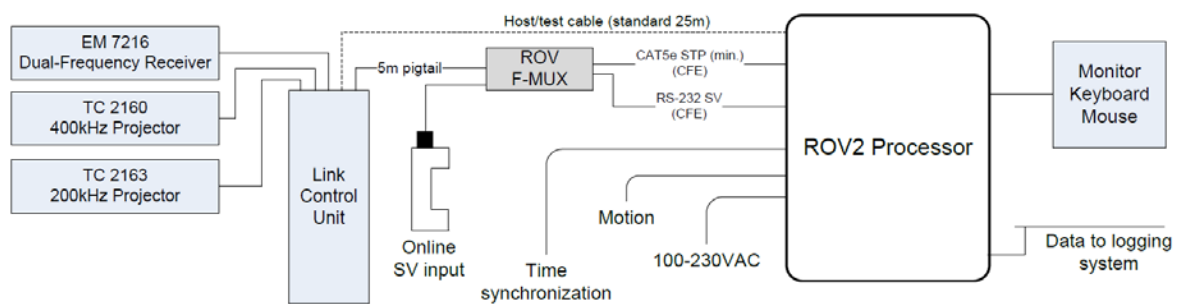 Host/test cable (standard 25m)
EM 7216
Dual-Frequency Receiver
TC 2160
400kHz Projector
TC 2163
200kHz Projector
Link
Control
Unit
5m pigtail
ROV
F-MUX
CAT5e STP (min.)
(CFE)
RS-232 SV
(CFE)
Online
SV input
Time
synchronization
Motion
100-230VAC
ROV2 Processor
Monitor
Keyboard
Mouse
Data to logging
system